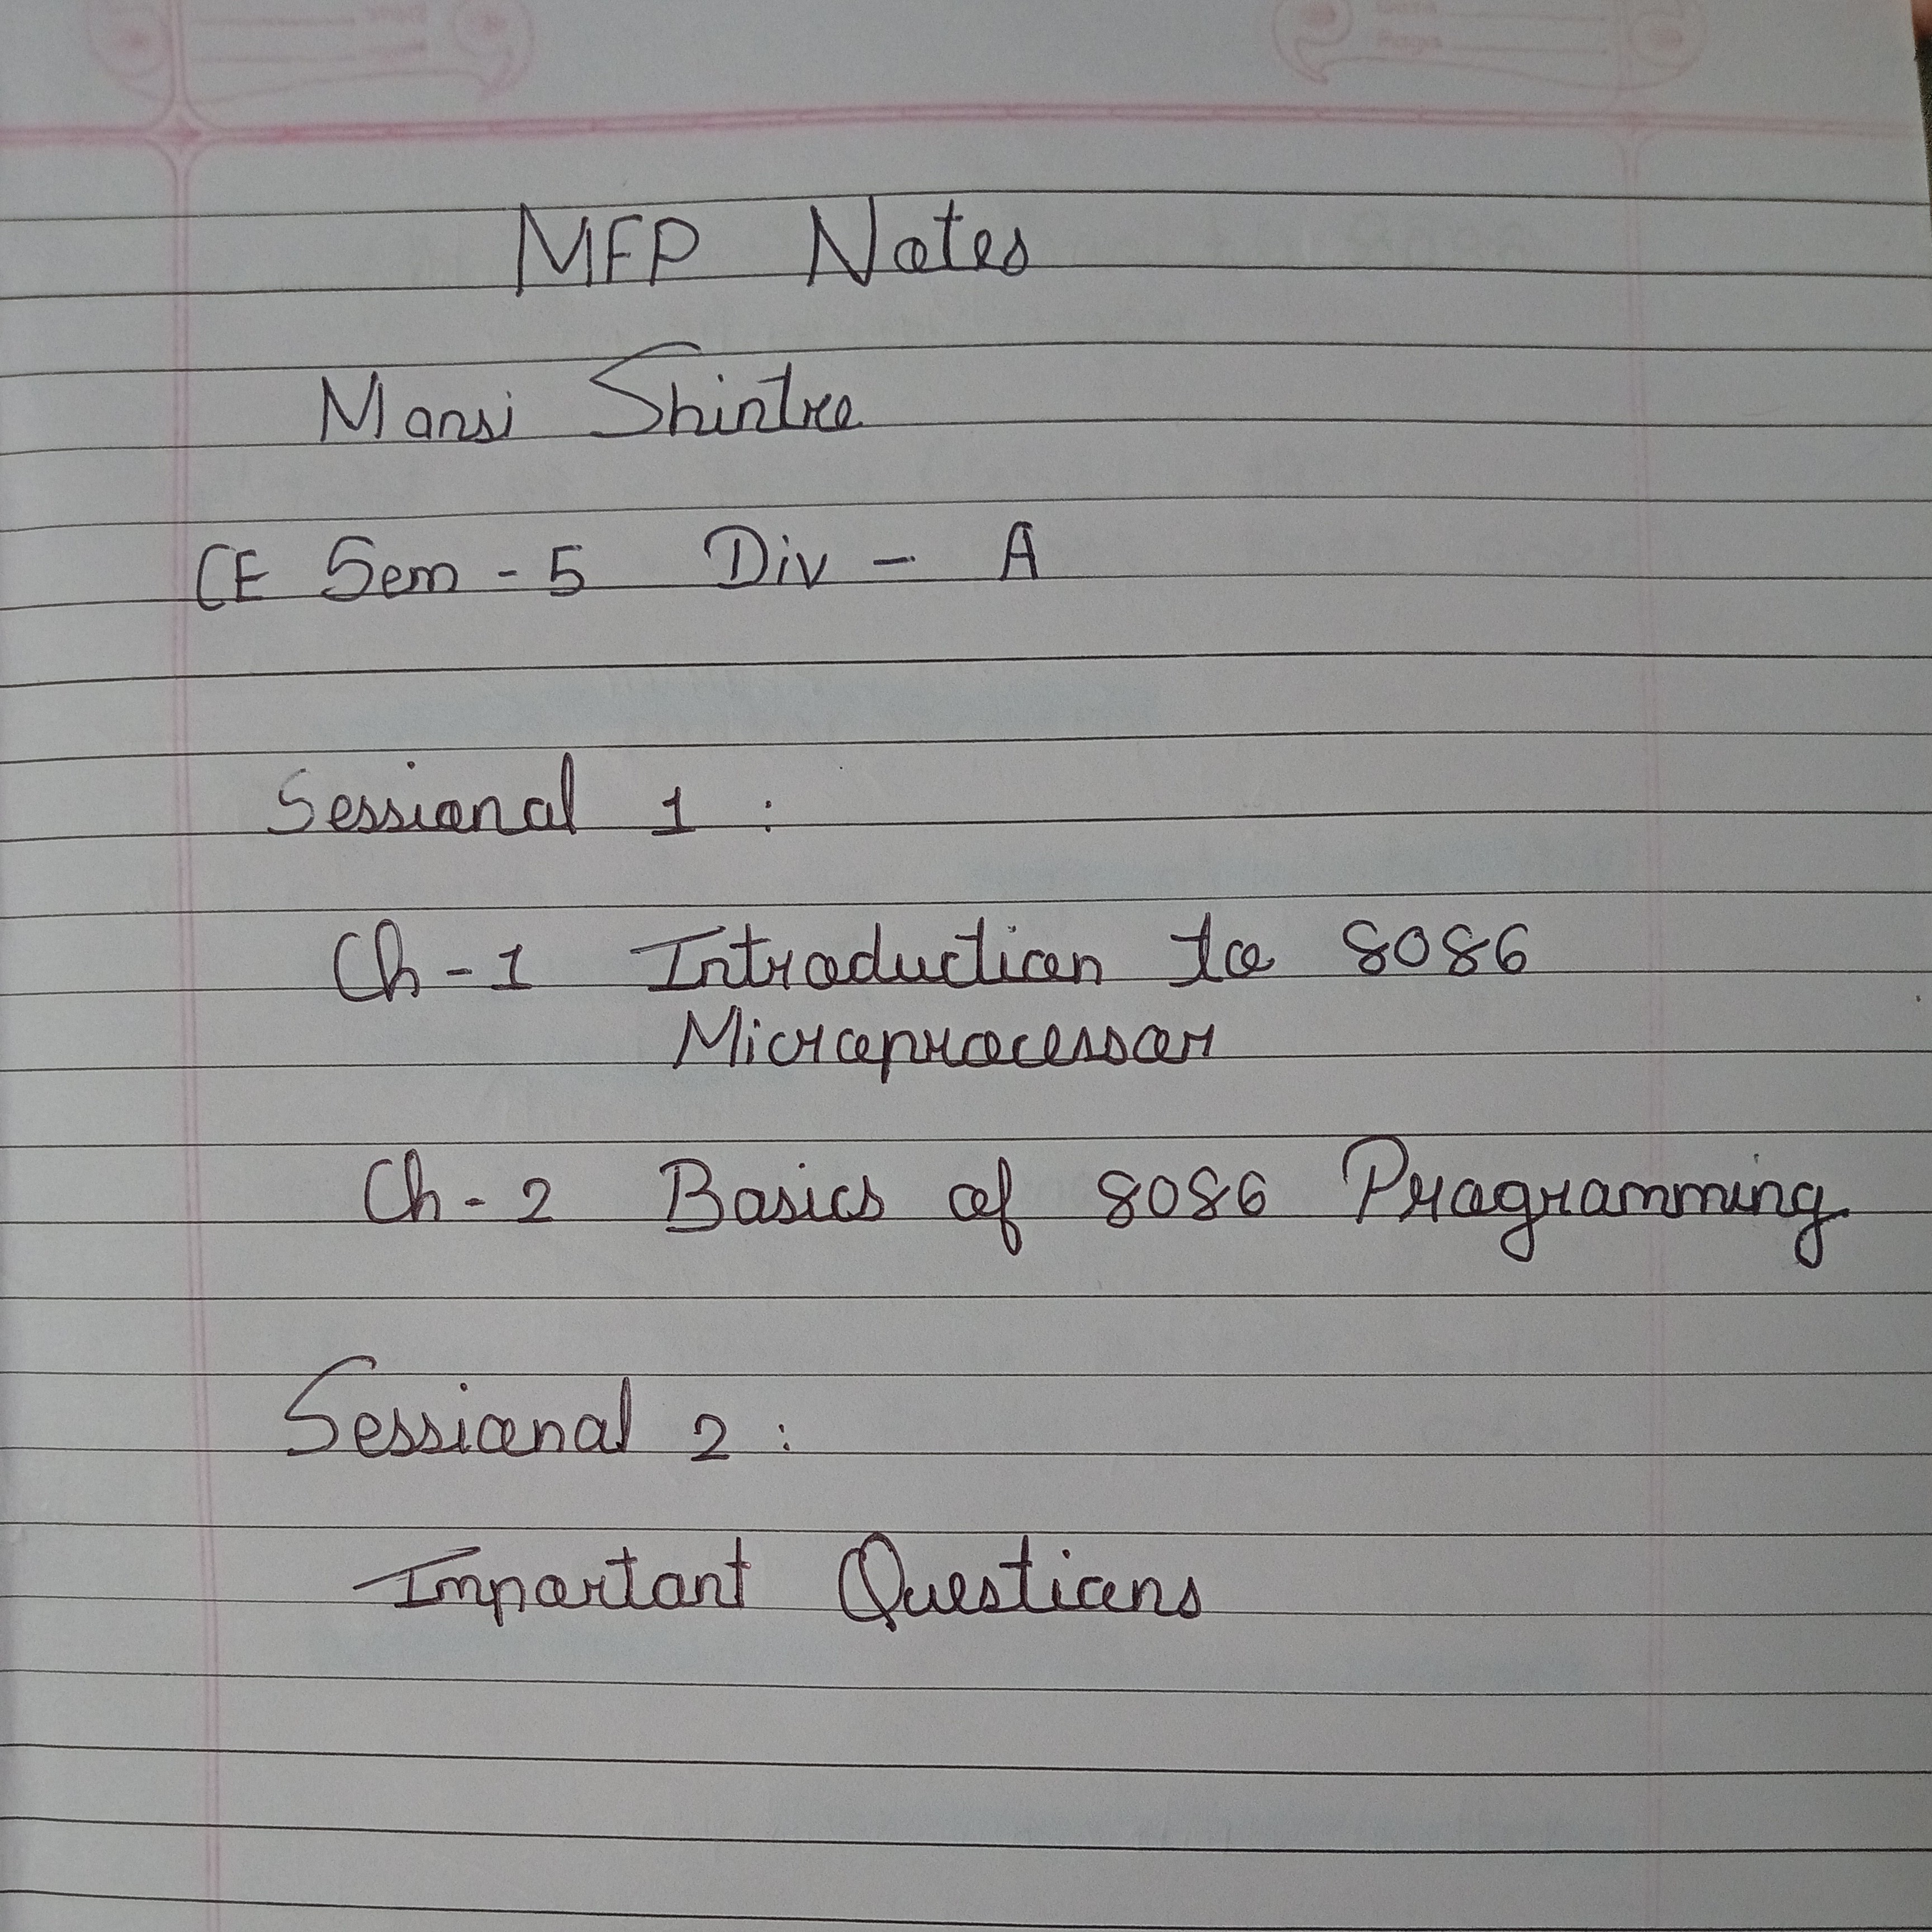 MFP Notes
Mansi Shintre
CE Sem - 5 Div - A
Sessional 1 :
Ch - 1 Introduction to 8086
Microprocessor
Ch - 2 Basics of 8086 Programming
Sessional 2 :
Important Questions